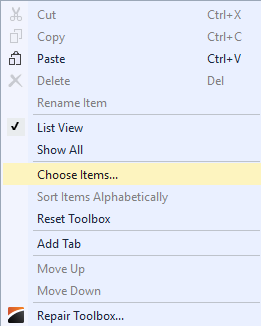 Cut Ctrl+X
Copy Ctrl+C
Paste Ctrl+V
Delete Del
Rename Item
List View
Show All
Choose Items...
Sort Items Alphabetically
Reset Toolbox
Add Tab
Move Up
Move Down
Repair Toolbox...